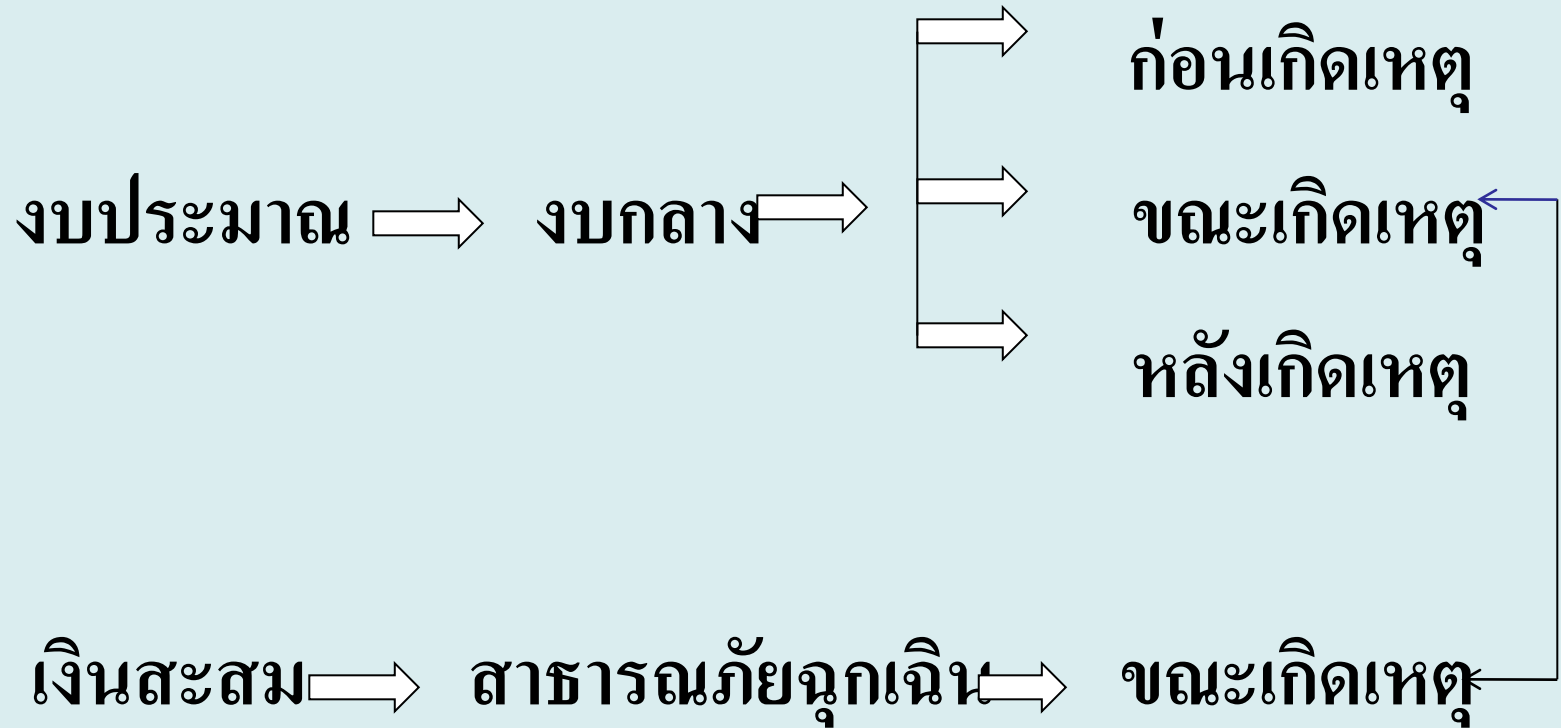 ก่อนเกิดเหตุ
งบประมาณ งบกลาง ขณะเกิดเหตุ
หลังเกิดเหตุ
เงินสะสม สาธารณภัยฉุกเฉิน ขณะเกิดเหตุ